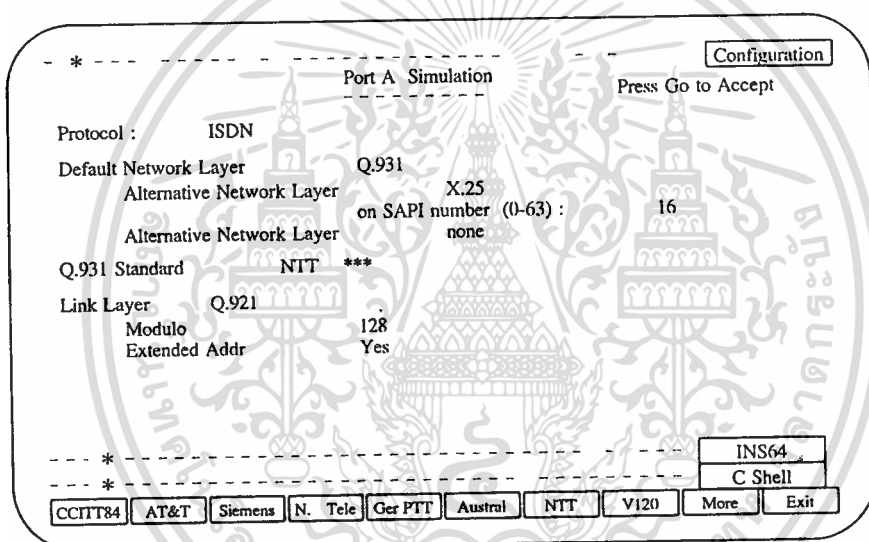 - * --- ----- - ---------------- - - Configuration
Port A Simulation
----------
Press Go to Accept
Protocol : ISDN
Default Network Layer Q.931
Alternative Network Layer X.25
on SAPI number (0-63) : 16
Alternative Network Layer none
Q.931 Standard NTT ***
Link Layer Q.921
Modulo 128
Extended Addr Yes
--- * ---------------------------- INS64
--- * ---------------------------- C Shell
CCITT84 AT&T Siemens N. Tele Ger PTT Austral NTT V120 More Exit